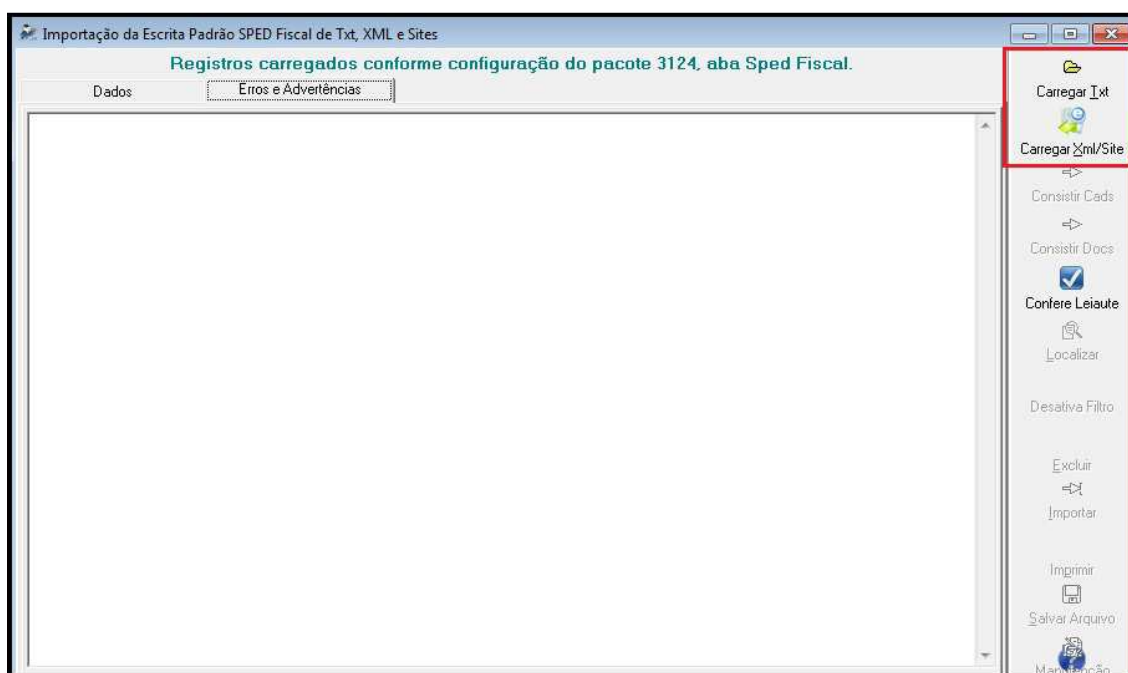 Importação da Escrita Padrão SPED Fiscal de Txt, XML e Sites
Registros carregados conforme configuração do pacote 3124, aba Sped Fiscal.
Dados
Erros e Advertências
Carregar Txt
Carregar Xml/Site
Consistir Cads
Consistir Docs
Confere Leiaute
Localizar
Desativa Filtro
Excluir
Importar
Imprimir
Salvar Arquivo
Manutenção